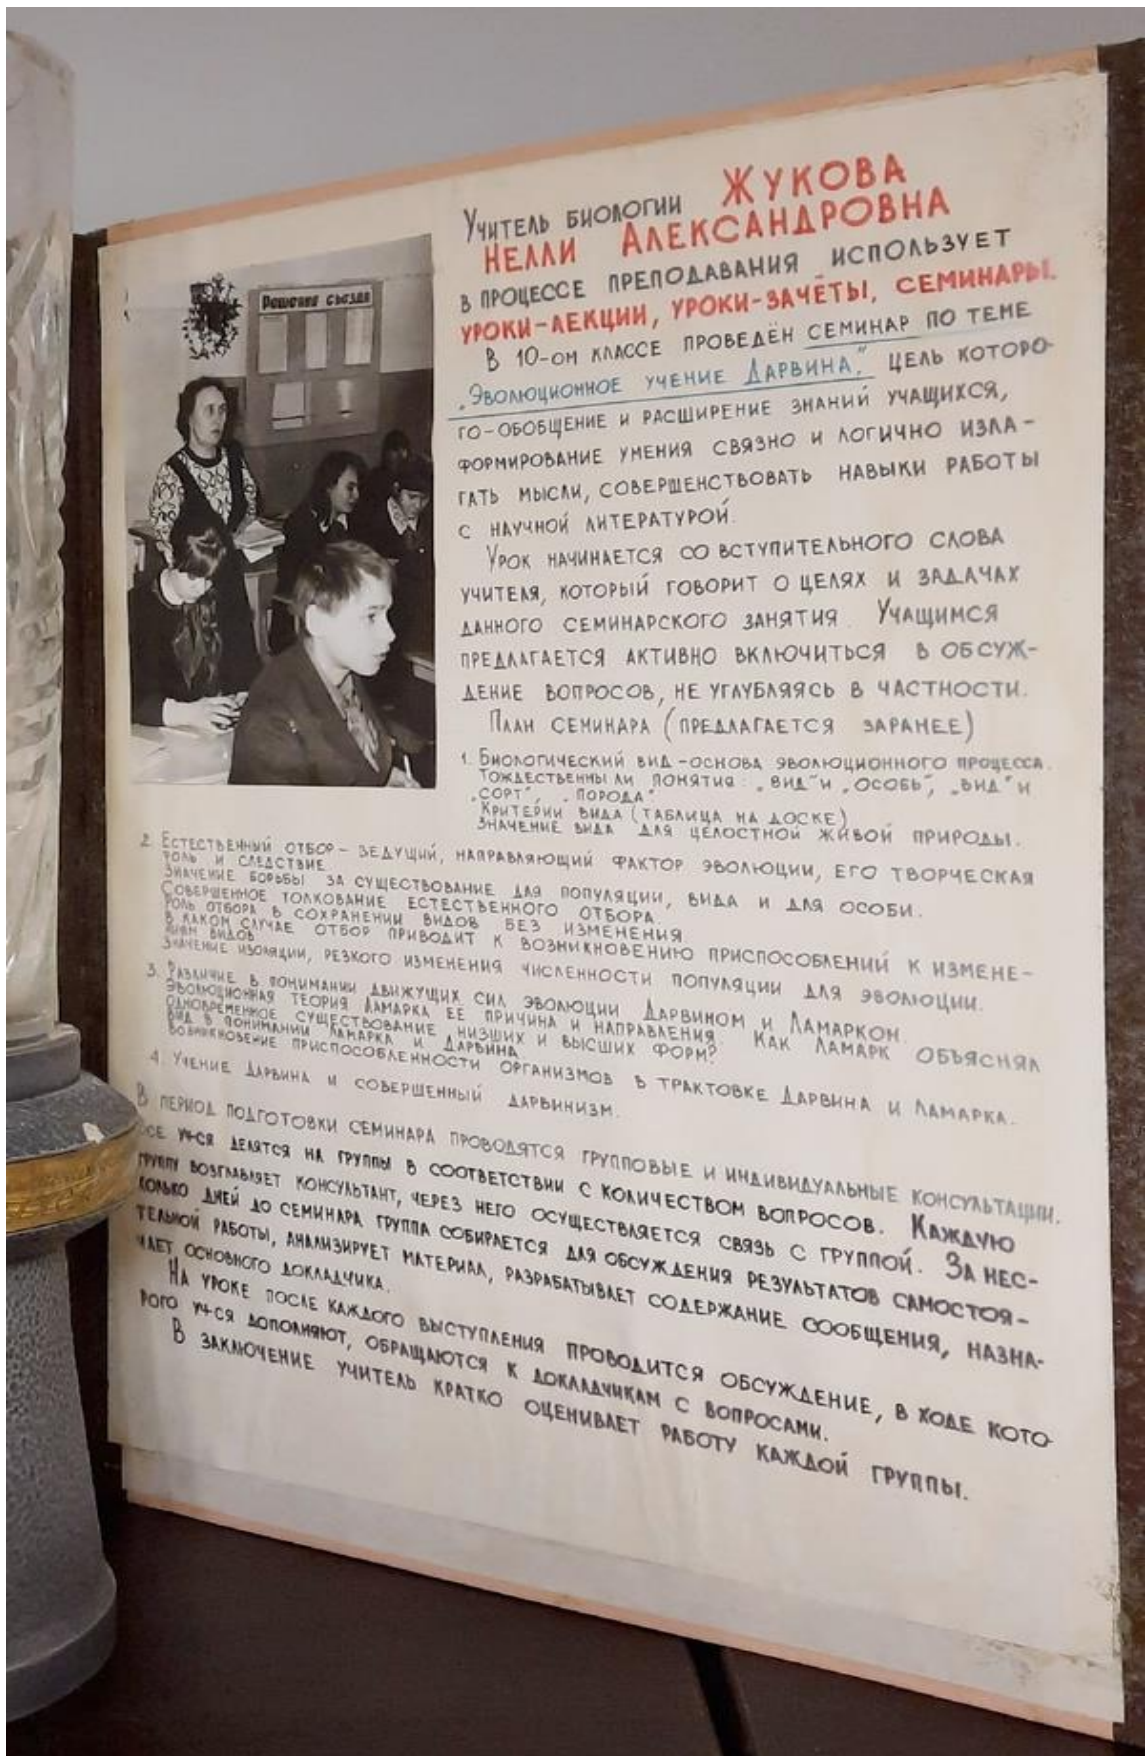 Решения съезда
Учитель биологии ЖУКОВА
НЕЛЛИ АЛЕКСАНДРОВНА
в процессе преподавания использует
уроки-лекции, уроки-зачёты, семинары.
В 10-ом классе проведён семинар по теме
„Эволюционное учение Дарвина”, цель которо-
го-обобщение и расширение знаний учащихся,
формирование умения связно и логично изла-
гать мысли, совершенствовать навыки работы
с научной литературой.
Урок начинается со вступительного слова
учителя, который говорит о целях и задачах
данного семинарского занятия. Учащимся
предлагается активно включиться в обсуж-
дение вопросов, не углубляясь в частности.
План семинара (предлагается заранее)
1. Биологический вид-основа эволюционного процесса.
Тождественны ли понятия: „вид” и „особь”, „вид” и
„сорт”, „порода”.
Критерии вида (таблица на доске)
Значение вида для целостной живой природы.
2. Естественный отбор – ведущий, направляющий фактор эволюции, его творческая
роль и следствие.
Значение борьбы за существование для популяции, вида и для особи.
Совершенное толкование естественного отбора.
Роль отбора в сохранении видов без изменения.
В каком случае отбор приводит к возникновению приспособлений к измене-
ниям видов.
Значение изоляции, резкого изменения численности популяции для эволюции.
3. Различие в понимании движущих сил эволюции Дарвином и Ламарком.
Эволюционная теория Ламарка ее причина и направления. Как Ламарк объяснял
одновременное существование низших и высших форм?
Вид в понимании Ламарка и Дарвина.
Возникновение приспособленности организмов в трактовке Дарвина и Ламарка.
4. Учение Дарвина и совершенный дарвинизм.
В период подготовки семинара проводятся групповые и индивидуальные консультации.
Все уч-ся делятся на группы в соответствии с количеством вопросов. Каждую
группу возглавляет консультант, через него осуществляется связь с группой. За нес-
колько дней до семинара группа собирается для обсуждения результатов самостоя-
тельной работы, анализирует материал, разрабатывает содержание сообщения, назна-
чает основного докладчика.
На уроке после каждого выступления проводится обсуждение, в ходе кото-
рого уч-ся дополняют, обращаются к докладчикам с вопросами.
В заключение учитель кратко оценивает работу каждой группы.